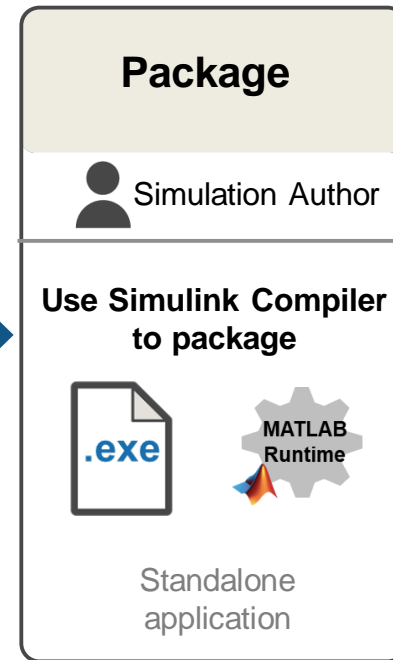 Package
Simulation Author
Use Simulink Compiler
to package
.exe
MATLAB
Runtime
Standalone
application